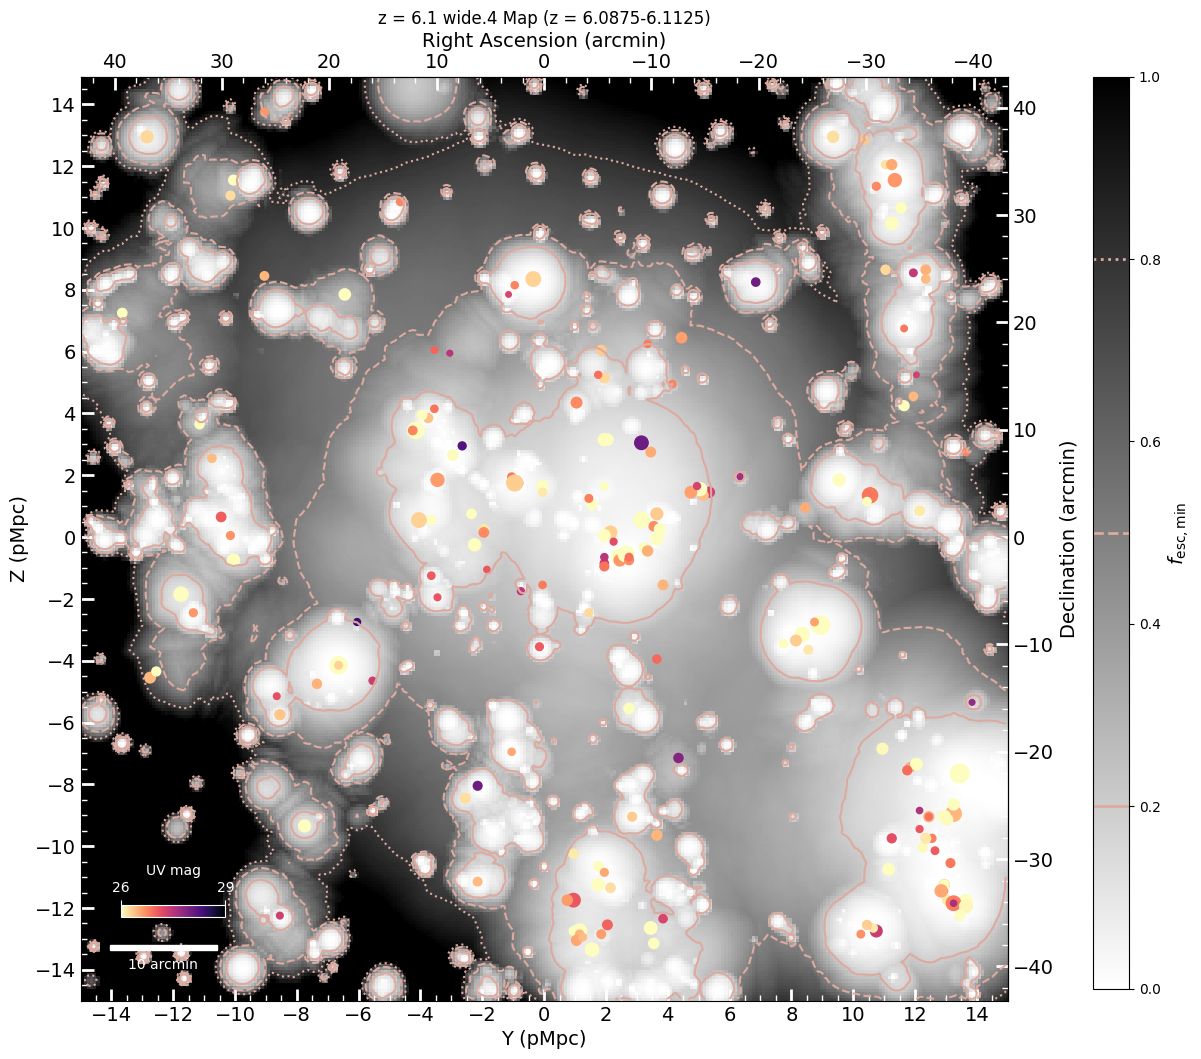 z = 6.1 wide.4 Map (z = 6.0875-6.1125)
Right Ascension (arcmin)
40 30 20 10 0 −10 −20 −30 −40
14 12 10 8 6 4 2 0 −2 −4 −6 −8 −10 −12 −14
Z (pMpc)
40 30 20 10 0 −10 −20 −30 −40
Declination (arcmin)
1.0 0.8 0.6 0.4 0.2 0.0
fesc,min
UV mag
26 29
10 arcmin
−14 −12 −10 −8 −6 −4 −2 0 2 4 6 8 10 12 14
Y (pMpc)